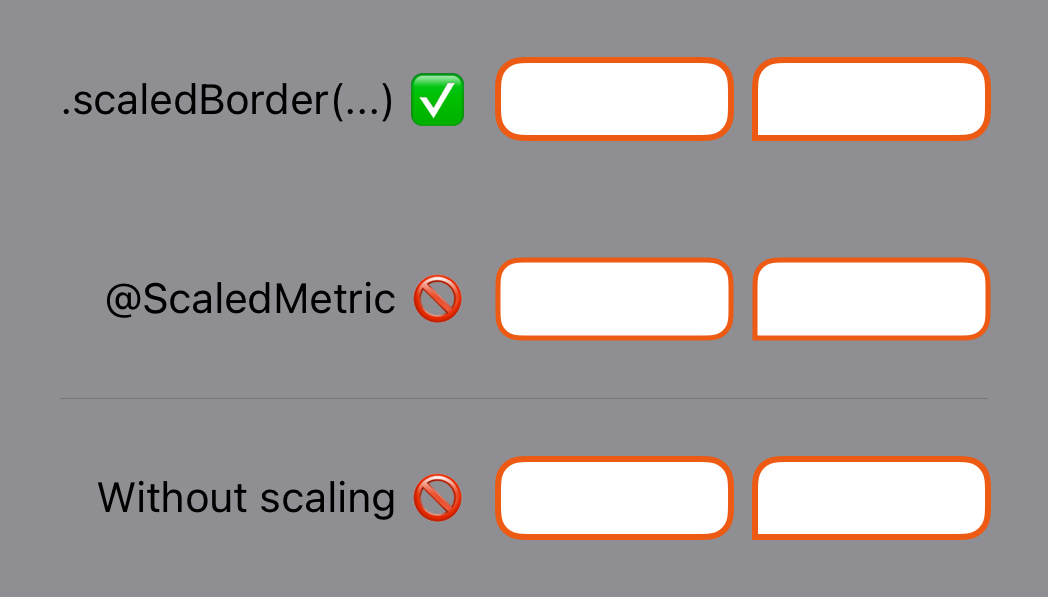 .scaledBorder(...) ✅
@ScaledMetric 🚫
Without scaling 🚫